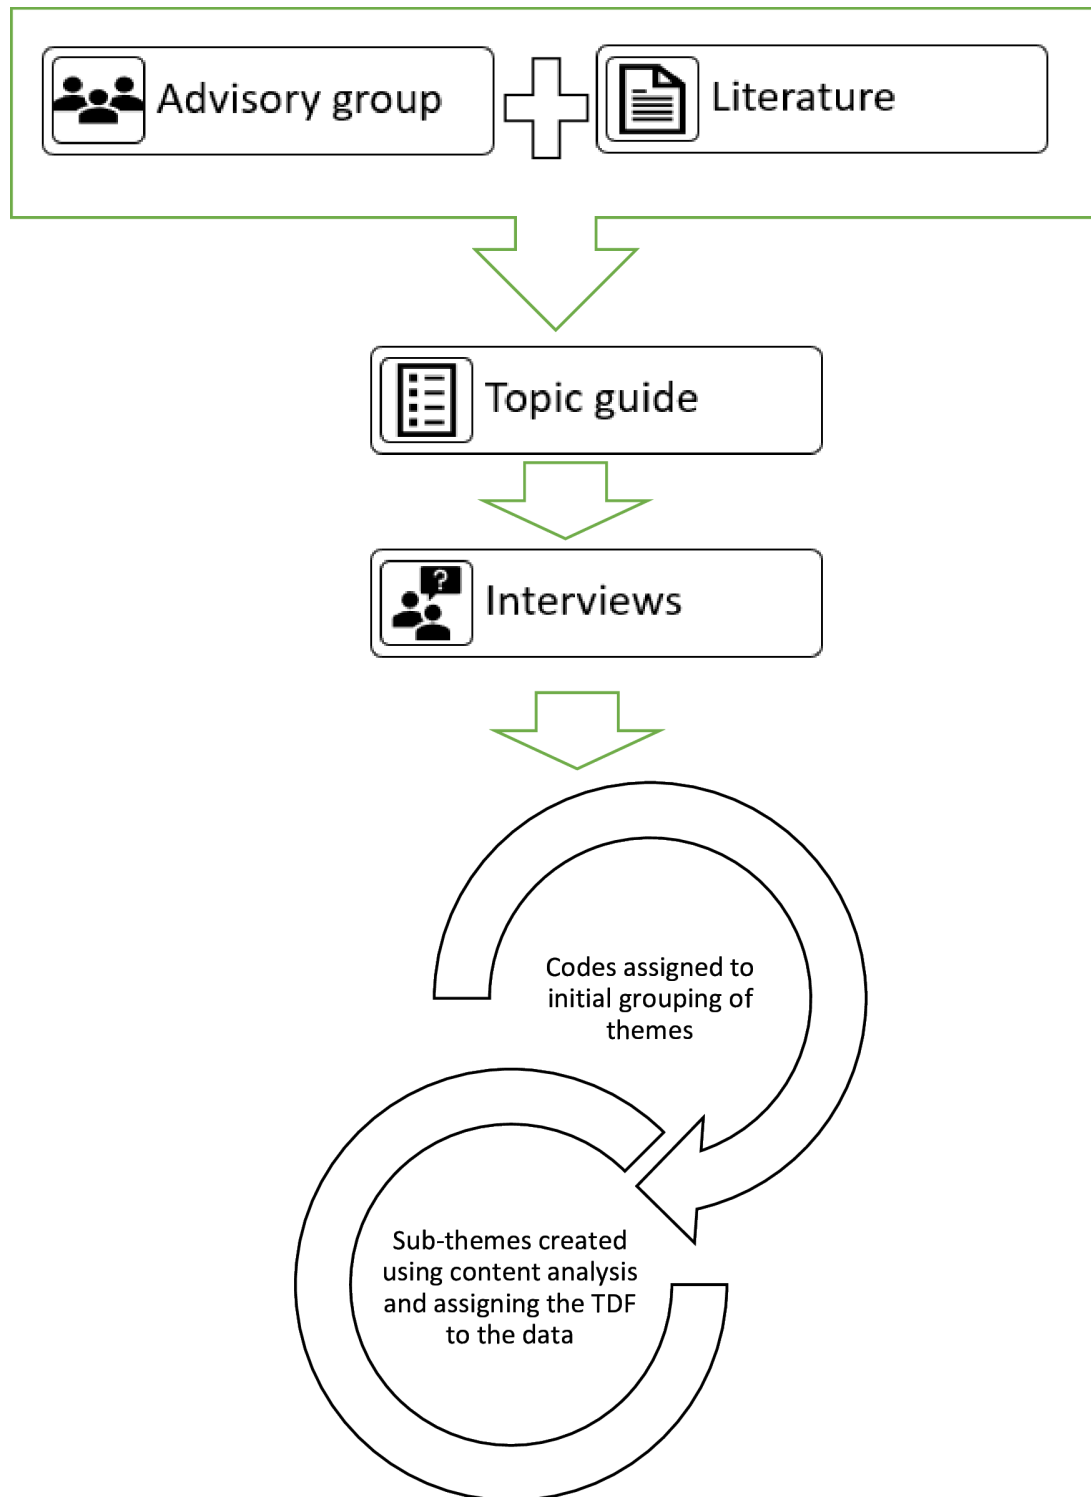 Advisory group
Literature
Topic guide
?
Interviews
Codes assigned to
initial grouping of
themes
Sub-themes created
using content analysis
and assigning the TDF
to the data